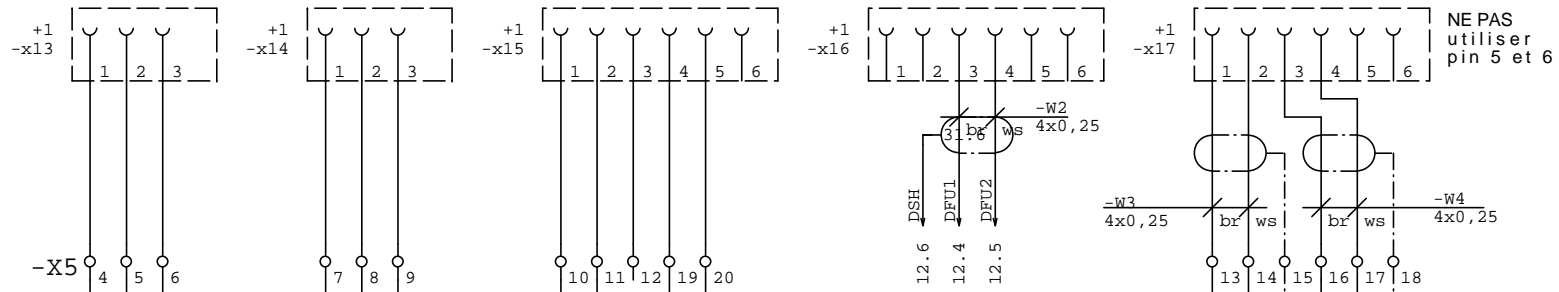 +1
-x13
1 2 3
+1
-x14
1 2 3
+1
-x15
1 2 3 4 5 6
+1
-x16
1 2 3 4 5 6
+1
-x17
1 2 3 4 5 6
NE PAS
utiliser
pin 5 et 6
-W2
4x0,25
31.6
br ws
DSH
DFU1
DFU2
12.6
12.4
12.5
-W3
4x0,25
br ws
br ws
-W4
4x0,25
-X5
4 5 6
7 8 9
10 11 12 19 20
13 14 15 16 17 18